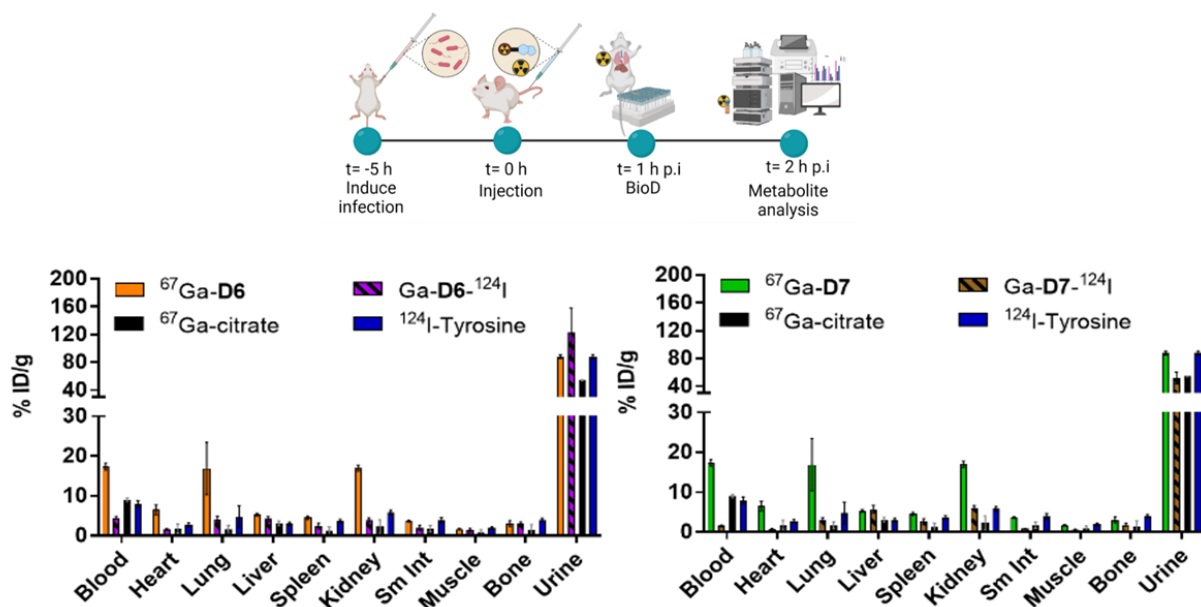 t= -5 h
Induce
infection
t= 0 h
Injection
t= 1 h p.i
BioD
t= 2 h p.i
Metabolite
analysis
% ID/g
200
160
120
80
40
30
20
10
0
⁶⁷Ga-D6
Ga-D6-¹²⁴I
⁶⁷Ga-citrate
¹²⁴I-Tyrosine
Blood
Heart
Lung
Liver
Spleen
Kidney
Sm Int
Muscle
Bone
Urine
% ID/g
200
160
120
80
40
30
20
10
0
⁶⁷Ga-D7
Ga-D7-¹²⁴I
⁶⁷Ga-citrate
¹²⁴I-Tyrosine
Blood
Heart
Lung
Liver
Spleen
Kidney
Sm Int
Muscle
Bone
Urine